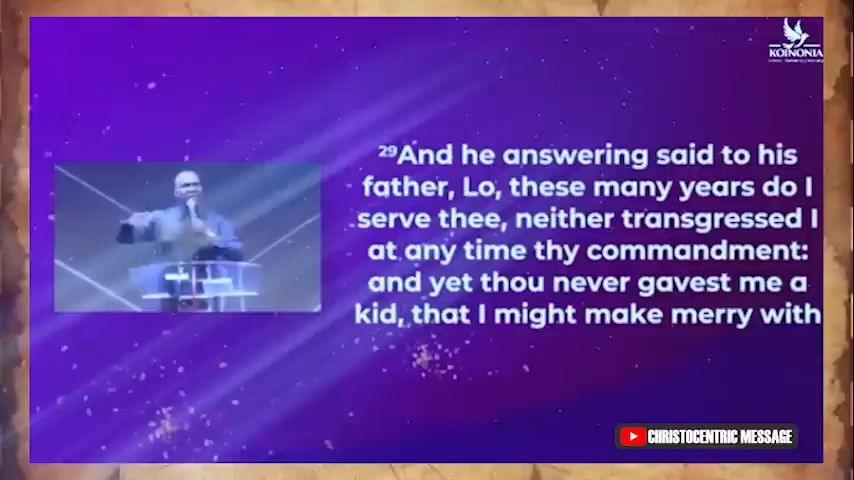 KOINONIA
²⁹And he answering said to his
father, Lo, these many years do I
serve thee, neither transgressed I
at any time thy commandment:
and yet thou never gavest me a
kid, that I might make merry with
CHRISTOCENTRIC MESSAGE